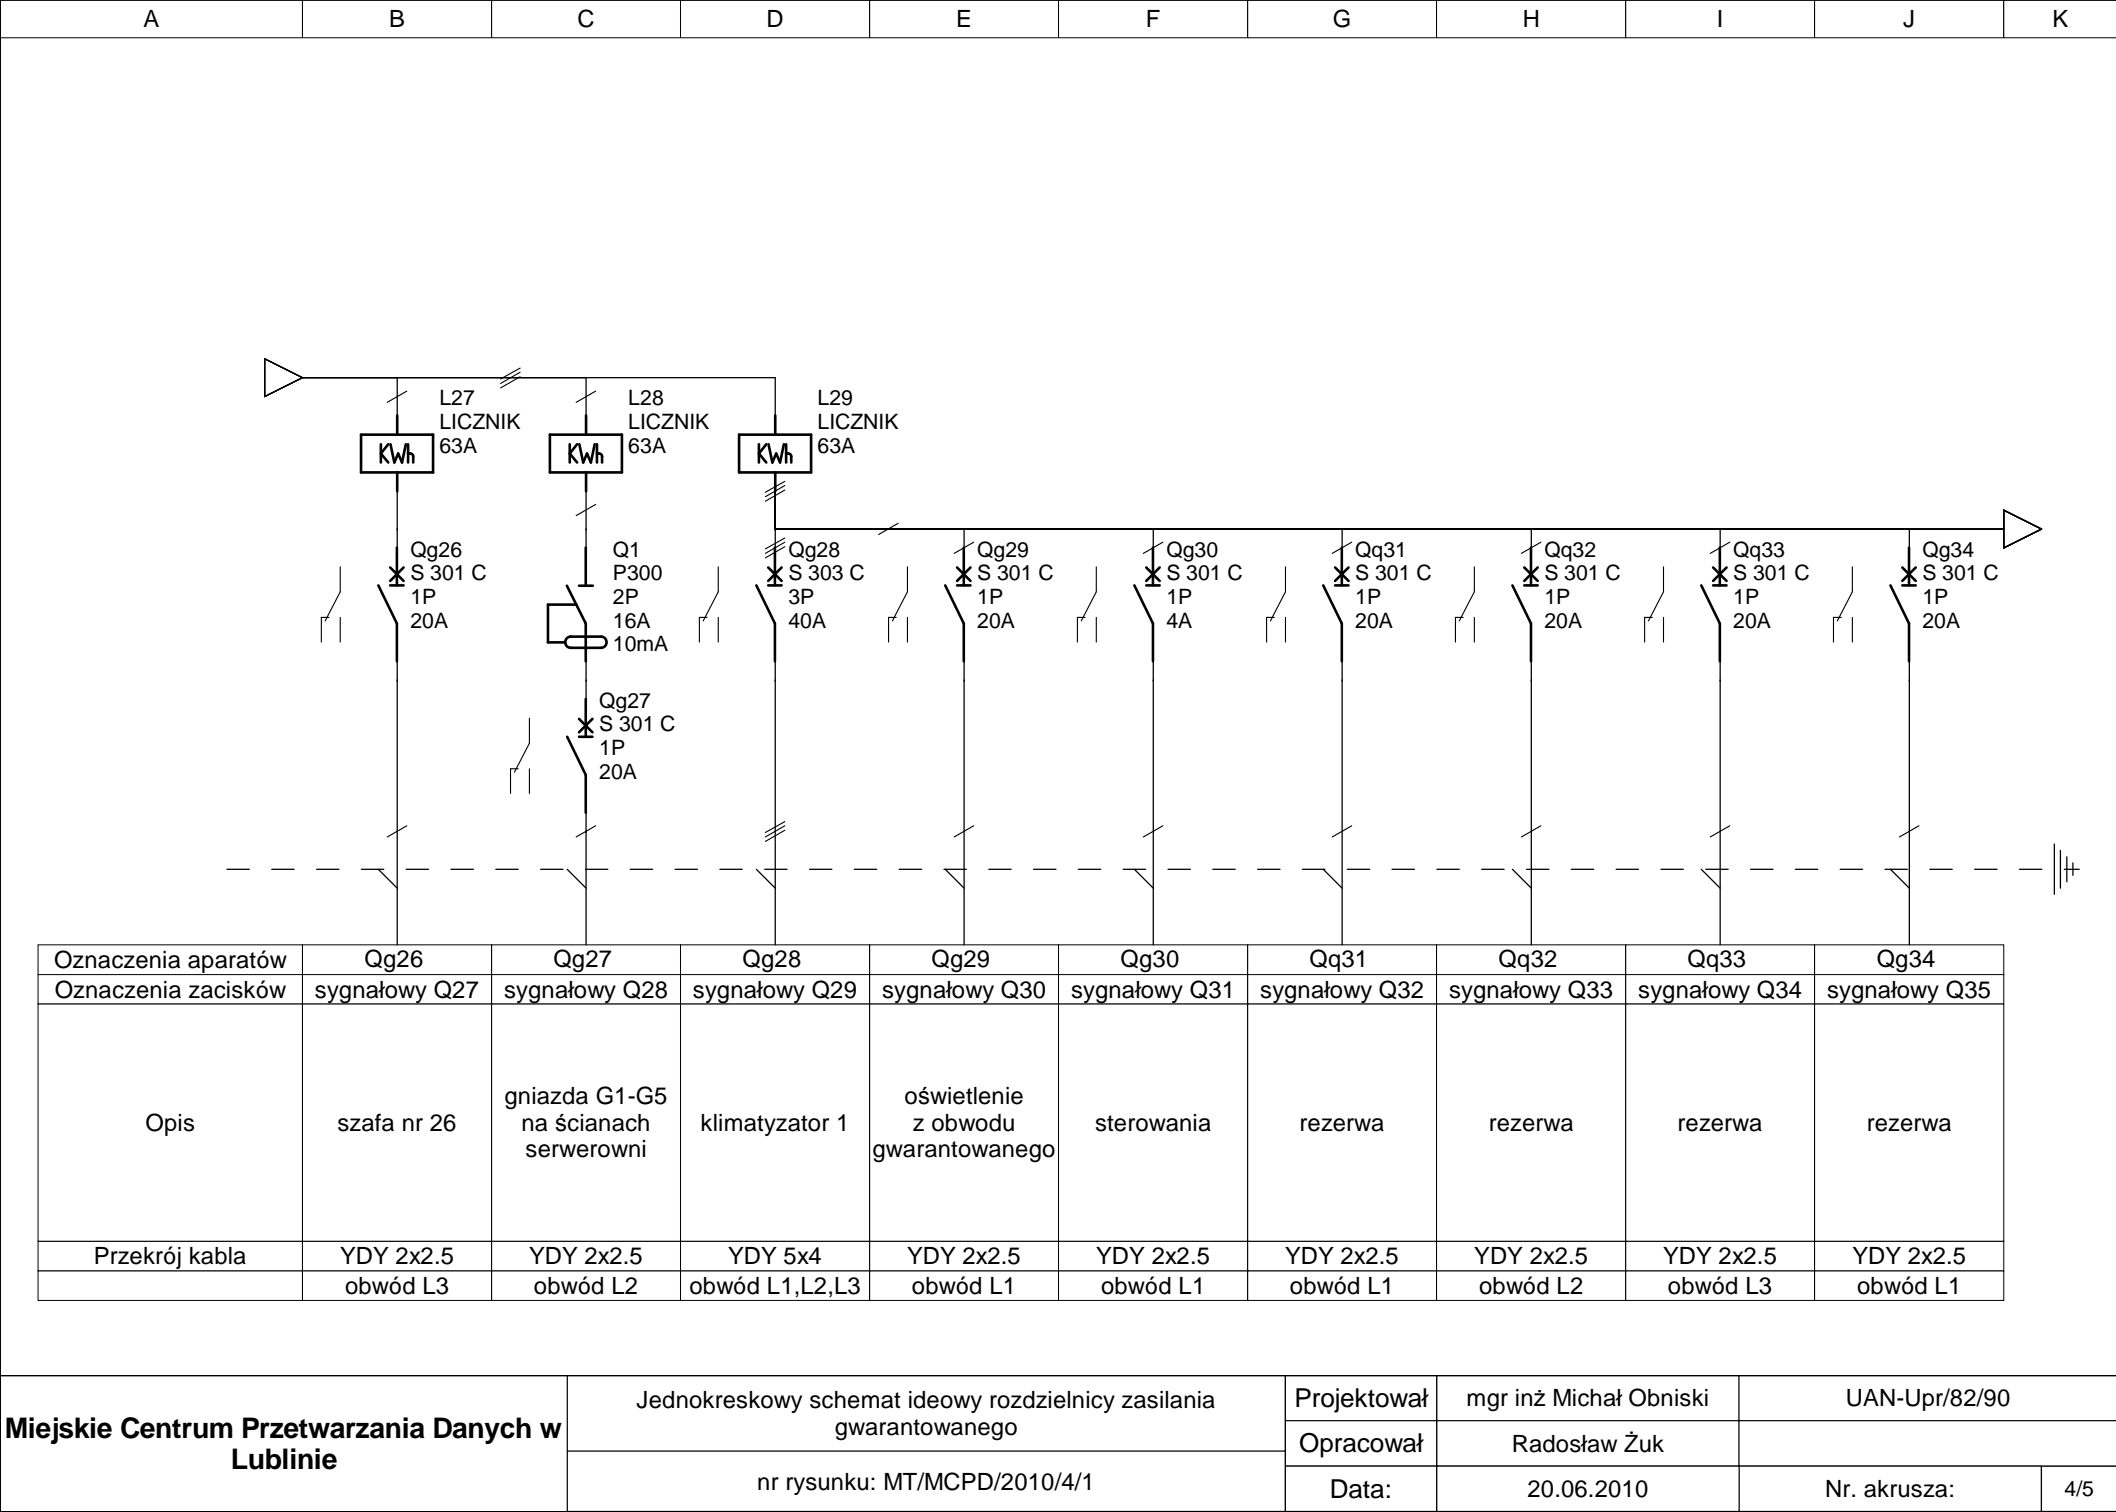 A B C D E F G H I J K
L27
LICZNIK
63A
KWh
L28
LICZNIK
63A
KWh
L29
LICZNIK
63A
KWh
Qg26
S 301 C
1P
20A
Q1
P300
2P
16A
10mA
Qg27
S 301 C
1P
20A
Qg28
S 303 C
3P
40A
Qg29
S 301 C
1P
20A
Qg30
S 301 C
1P
4A
Qq31
S 301 C
1P
20A
Qq32
S 301 C
1P
20A
Qq33
S 301 C
1P
20A
Qg34
S 301 C
1P
20A
Oznaczenia aparatów Qg26 Qg27 Qg28 Qg29 Qg30 Qq31 Qq32 Qq33 Qg34
Oznaczenia zacisków sygnałowy Q27 sygnałowy Q28 sygnałowy Q29 sygnałowy Q30 sygnałowy Q31 sygnałowy Q32 sygnałowy Q33 sygnałowy Q34 sygnałowy Q35
Opis
szafa nr 26
gniazda G1-G5
na ścianach
serwerowni
klimatyzator 1
oświetlenie
z obwodu
gwarantowanego
sterowania
rezerwa
rezerwa
rezerwa
rezerwa
Przekrój kabla YDY 2x2.5 YDY 2x2.5 YDY 5x4 YDY 2x2.5 YDY 2x2.5 YDY 2x2.5 YDY 2x2.5 YDY 2x2.5 YDY 2x2.5
obwód L3 obwód L2 obwód L1,L2,L3 obwód L1 obwód L1 obwód L1 obwód L2 obwód L3 obwód L1
Miejskie Centrum Przetwarzania Danych w
Lublinie
Jednokreskowy schemat ideowy rozdzielnicy zasilania
gwarantowanego
nr rysunku: MT/MCPD/2010/4/1
Projektował mgr inż Michał Obniski UAN-Upr/82/90
Opracował Radosław Żuk
Data: 20.06.2010 Nr. akrusza: 4/5